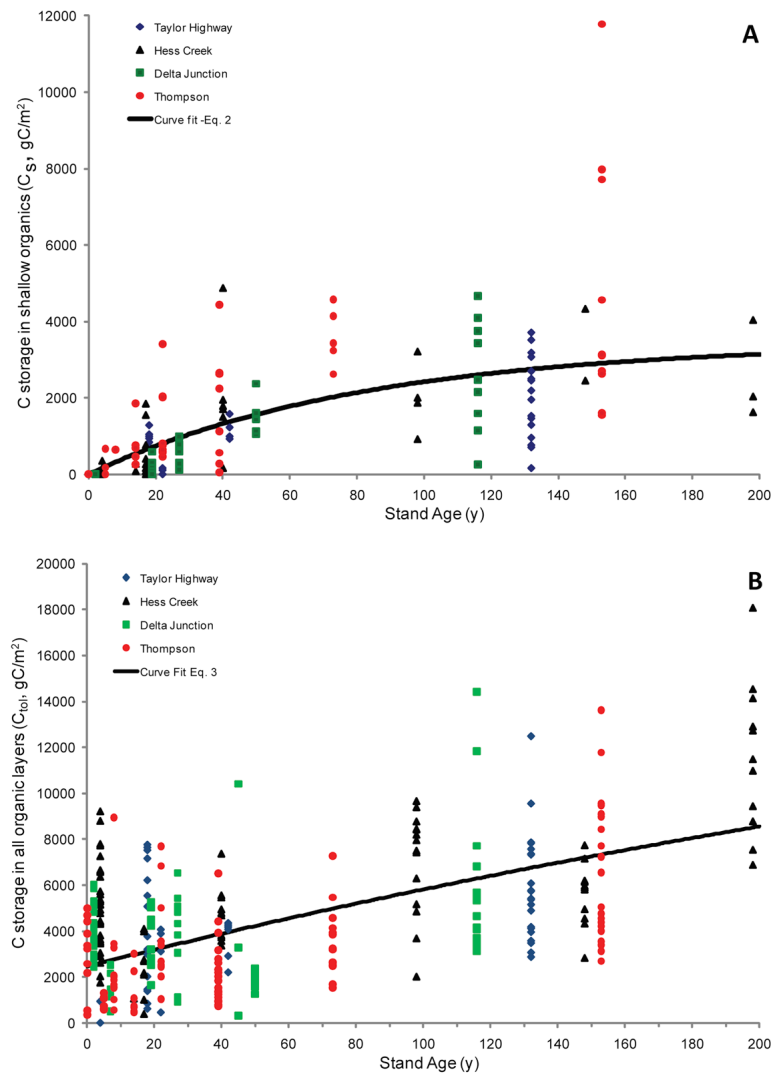 A
12000
10000
8000
6000
4000
2000
0
C storage in shallow organics (Cs, gC/m²)
Taylor Highway
Hess Creek
Delta Junction
Thompson
Curve fit -Eq. 2
0 20 40 60 80 100 120 140 160 180 200
Stand Age (y)
B
20000
18000
16000
14000
12000
10000
8000
6000
4000
2000
0
C storage in all organic layers (Ctol, gC/m²)
Taylor Highway
Hess Creek
Delta Junction
Thompson
Curve Fit Eq. 3
0 20 40 60 80 100 120 140 160 180 200
Stand Age (y)